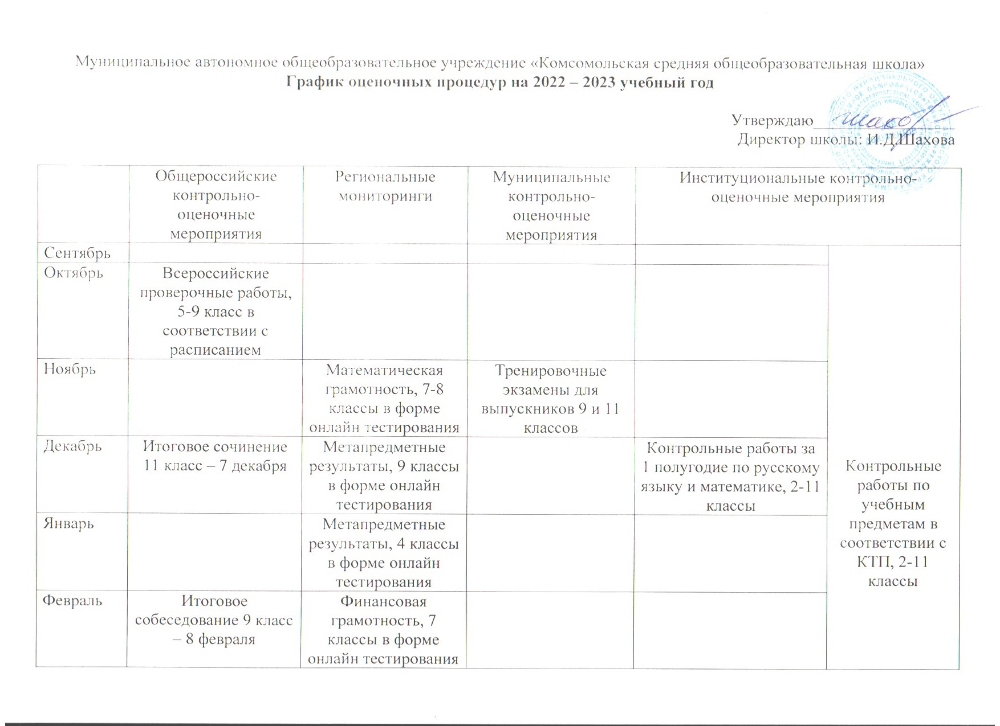 Муниципальное автономное общеобразовательное учреждение «Комсомольская средняя общеобразовательная школа»
График оценочных процедур на 2022 – 2023 учебный год
Утверждаю
Директор школы: И.Д.Шахова
Общероссийские
контрольно-
оценочные
мероприятия
Региональные
мониторинги
Муниципальные
контрольно-
оценочные
мероприятия
Институциональные контрольно-
оценочные мероприятия
Сентябрь
Октябрь
Всероссийские
проверочные работы,
5-9 класс в
соответствии с
расписанием
Ноябрь
Математическая
грамотность, 7-8
классы в форме
онлайн тестирования
Тренировочные
экзамены для
выпускников 9 и 11
классов
Декабрь
Итоговое сочинение
11 класс – 7 декабря
Метапредметные
результаты, 9 классы
в форме онлайн
тестирования
Контрольные работы за
1 полугодие по русскому
языку и математике, 2-11
классы
Январь
Метапредметные
результаты, 4 классы
в форме онлайн
тестирования
Февраль
Итоговое
собеседование 9 класс
– 8 февраля
Финансовая
грамотность, 7
классы в форме
онлайн тестирования
Контрольные
работы по
учебным
предметам в
соответствии с
КТП, 2-11
классы